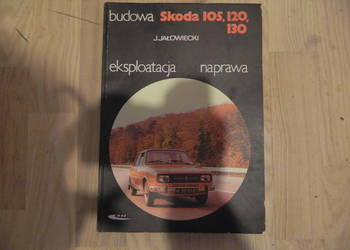 budowa Skoda 105, 120,
130
J. JAŁOWIECKI
eksploatacja naprawa